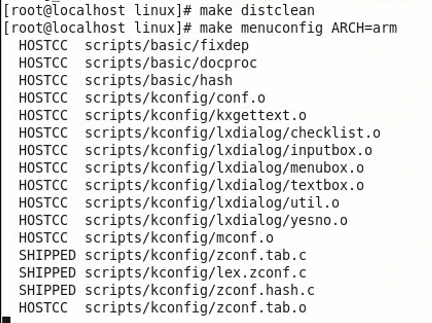 [root@localhost linux]# make distclean
[root@localhost linux]# make menuconfig ARCH=arm
  HOSTCC  scripts/basic/fixdep
  HOSTCC  scripts/basic/docproc
  HOSTCC  scripts/basic/hash
  HOSTCC  scripts/kconfig/conf.o
  HOSTCC  scripts/kconfig/kxgettext.o
  HOSTCC  scripts/kconfig/lxdialog/checklist.o
  HOSTCC  scripts/kconfig/lxdialog/inputbox.o
  HOSTCC  scripts/kconfig/lxdialog/menubox.o
  HOSTCC  scripts/kconfig/lxdialog/textbox.o
  HOSTCC  scripts/kconfig/lxdialog/util.o
  HOSTCC  scripts/kconfig/lxdialog/yesno.o
  HOSTCC  scripts/kconfig/mconf.o
  SHIPPED scripts/kconfig/zconf.tab.c
  SHIPPED scripts/kconfig/lex.zconf.c
  SHIPPED scripts/kconfig/zconf.hash.c
  HOSTCC  scripts/kconfig/zconf.tab.o